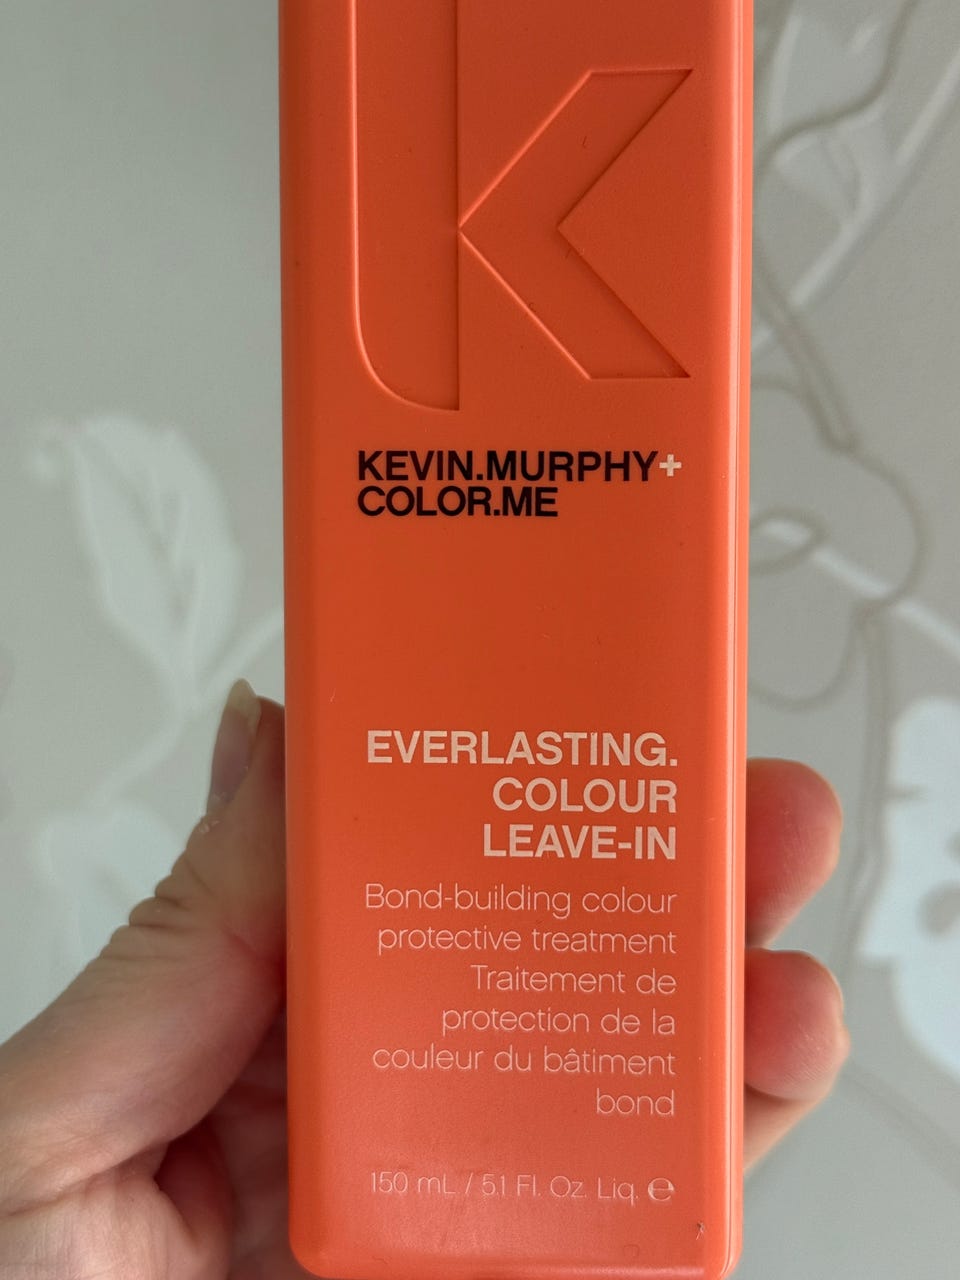 KEVIN.MURPHY+
COLOR.ME
EVERLASTING.
COLOUR
LEAVE-IN
Bond-building colour
protective treatment
Traitement de
protection de la
couleur du bâtiment
bond
150 mL / 5.1 Fl. Oz. Liq. ℮